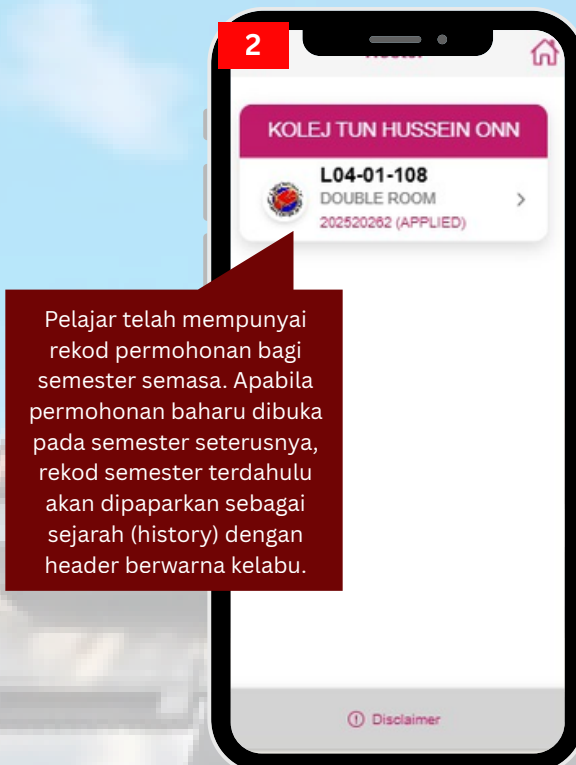 2
KOLEJ TUN HUSSEIN ONN
L04-01-108
DOUBLE ROOM
202520262 (APPLIED)
Pelajar telah mempunyai
rekod permohonan bagi
semester semasa. Apabila
permohonan baharu dibuka
pada semester seterusnya,
rekod semester terdahulu
akan dipaparkan sebagai
sejarah (history) dengan
header berwarna kelabu.
Disclaimer